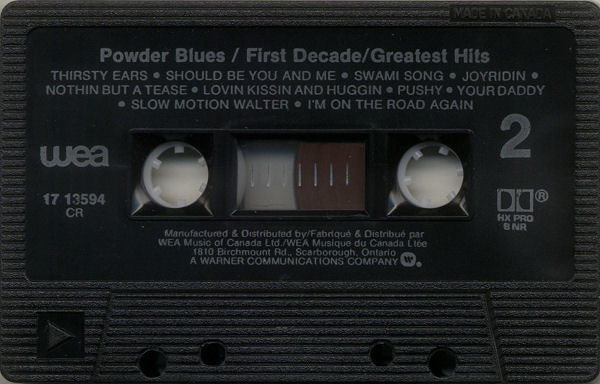 MADE IN CANADA
Powder Blues / First Decade/Greatest Hits
THIRSTY EARS • SHOULD BE YOU AND ME • SWAMI SONG • JOYRIDIN •
NOTHIN BUT A TEASE • LOVIN KISSIN AND HUGGIN • PUSHY • YOUR DADDY
• SLOW MOTION WALTER • I'M ON THE ROAD AGAIN
wea
2
17 13594
CR
HX PRO
B NR
Manufactured & Distributed by/Fabriqué & Distribué par
WEA Music of Canada Ltd./WEA Musique du Canada Ltée
1810 Birchmount Rd., Scarborough, Ontario
A WARNER COMMUNICATIONS COMPANY